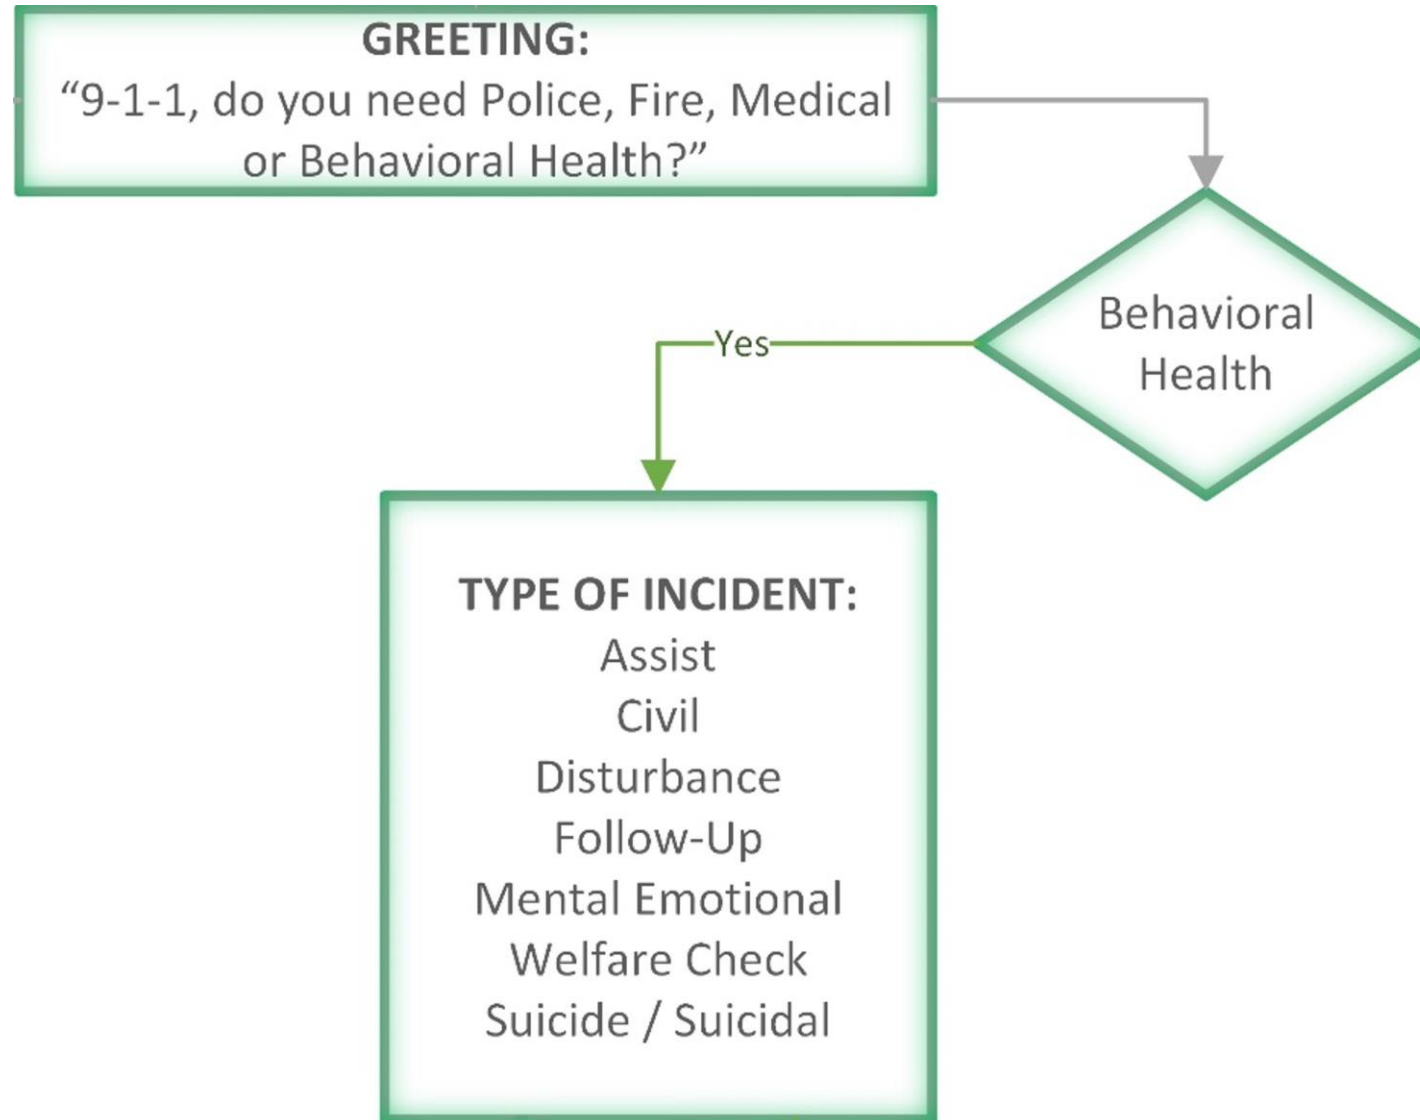 GREETING:
“9-1-1, do you need Police, Fire, Medical
or Behavioral Health?”
Behavioral
Health
Yes
TYPE OF INCIDENT:
Assist
Civil
Disturbance
Follow-Up
Mental Emotional
Welfare Check
Suicide / Suicidal